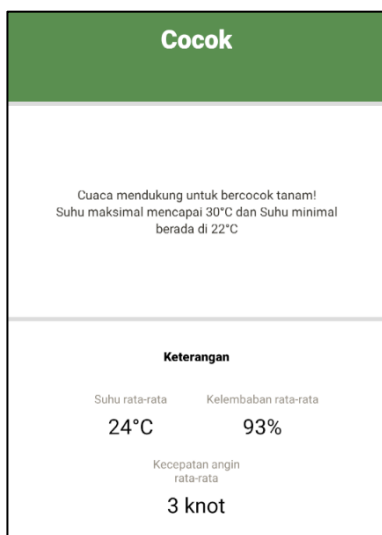 Cocok
Cuaca mendukung untuk bercocok tanam!
Suhu maksimal mencapai 30°C dan Suhu minimal
berada di 22°C
Keterangan
Suhu rata-rata
Kelembaban rata-rata
24°C
93%
Kecepatan angin
rata-rata
3 knot